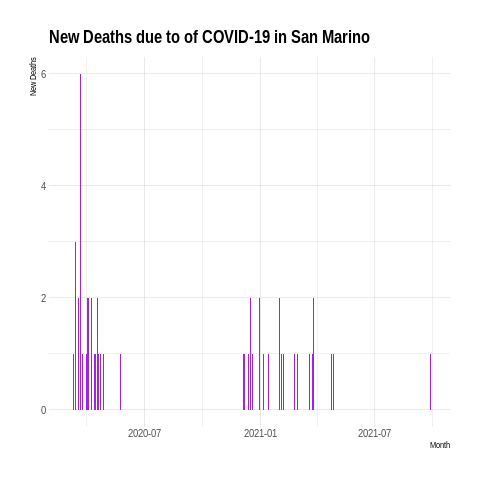 New Deaths due to of COVID-19 in San Marino
New Deaths
6
4
2
0
2020-07
2021-01
2021-07
Month